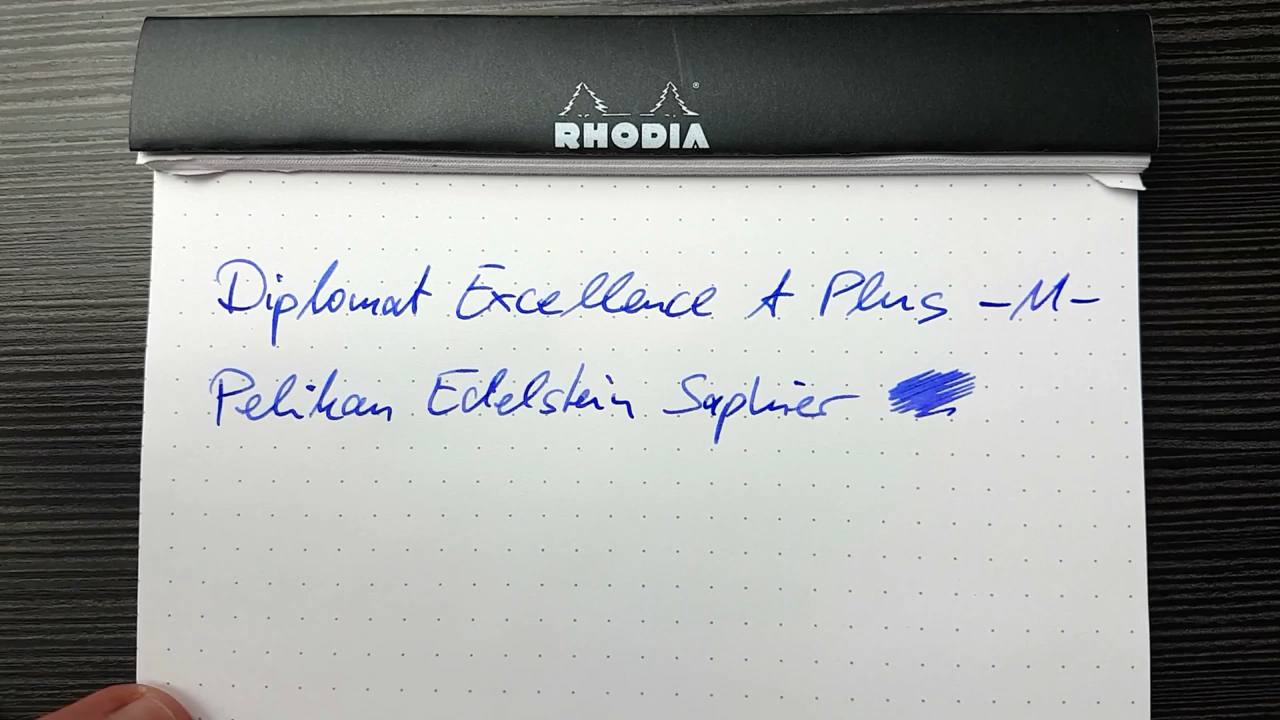 RHODIA
Diplomat Excellence A Plus -M-
Pelikan Edelstein Saphier